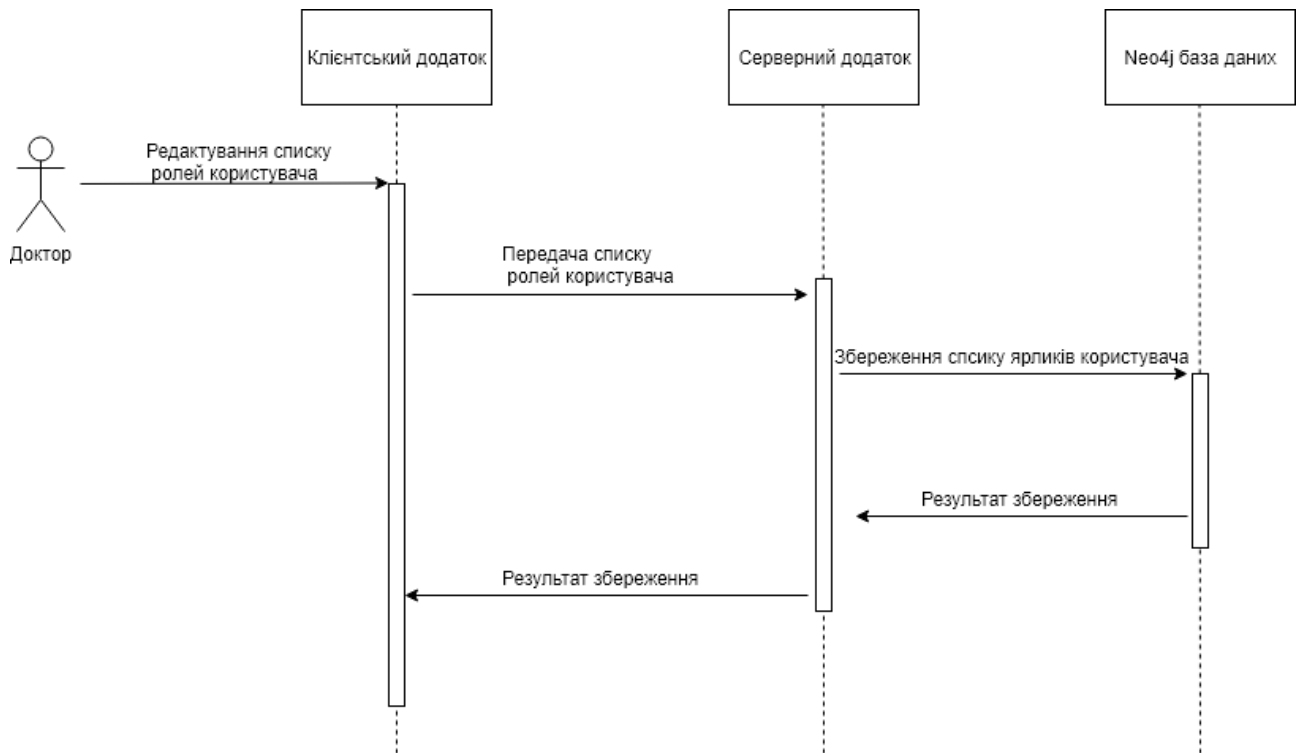 Клієнтський додаток
Серверний додаток
Neo4j база даних
Редактування списку
ролей користувача
Доктор
Передача списку
ролей користувача
Збереження спсику ярликів користувача
Результат збереження
Результат збереження